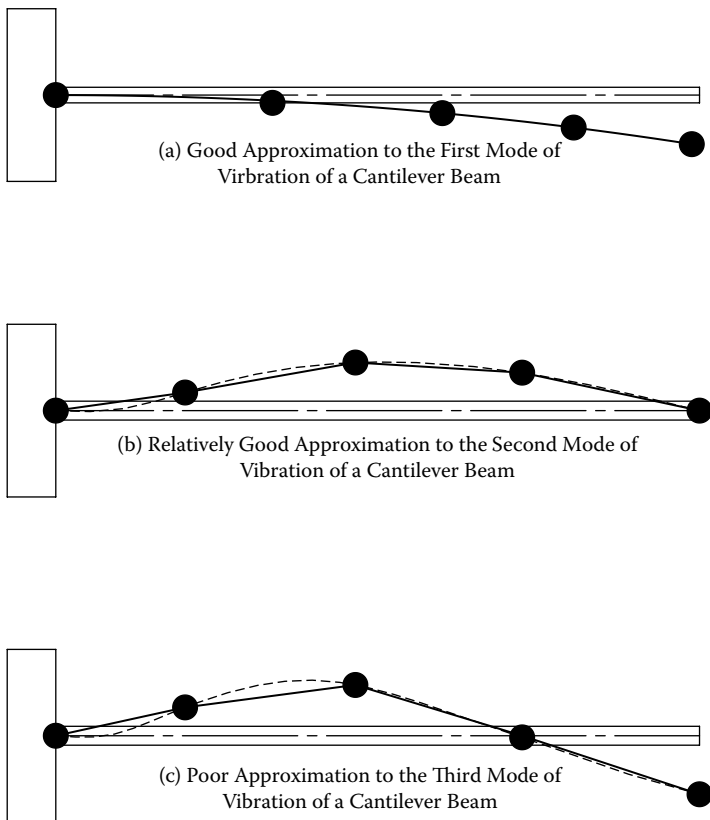 (a) Good Approximation to the First Mode of
Virbration of a Cantilever Beam
(b) Relatively Good Approximation to the Second Mode of
Vibration of a Cantilever Beam
(c) Poor Approximation to the Third Mode of
Vibration of a Cantilever Beam